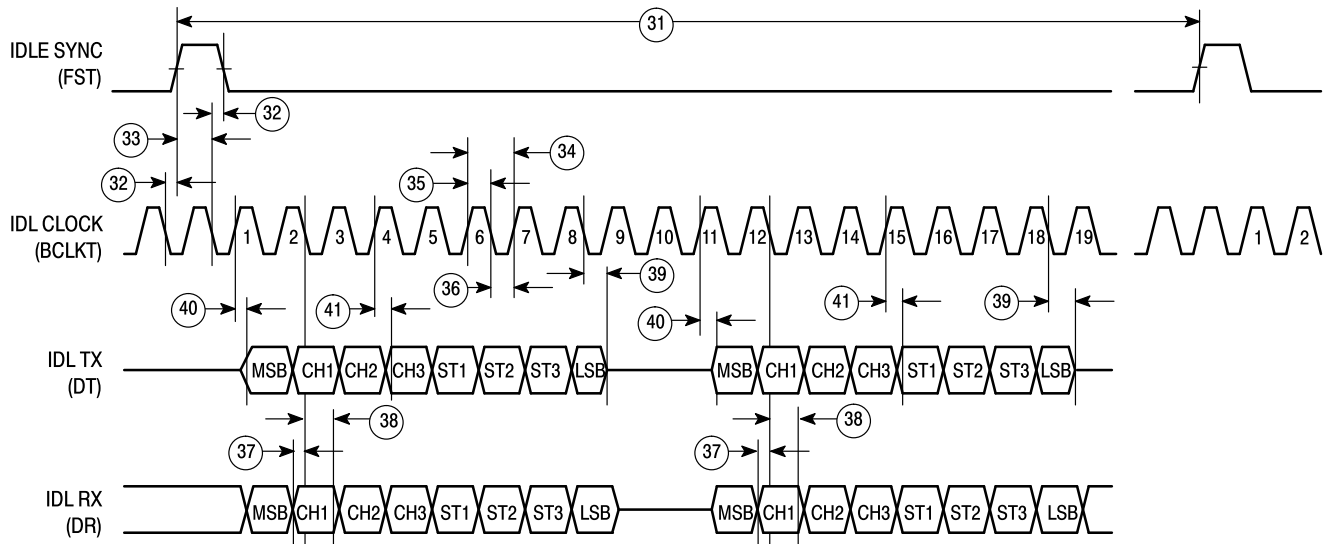 31
IDLE SYNC
(FST)
32
33
34
32
35
IDL CLOCK
(BCLKT)
1 2 3 4 5 6 7 8 9 10 11 12 13 14 15 16 17 18 19 1 2
36
39
40
41
40
41
39
IDL TX
(DT)
MSB CH1 CH2 CH3 ST1 ST2 ST3 LSB MSB CH1 CH2 CH3 ST1 ST2 ST3 LSB
38
38
37
37
IDL RX
(DR)
MSB CH1 CH2 CH3 ST1 ST2 ST3 LSB MSB CH1 CH2 CH3 ST1 ST2 ST3 LSB